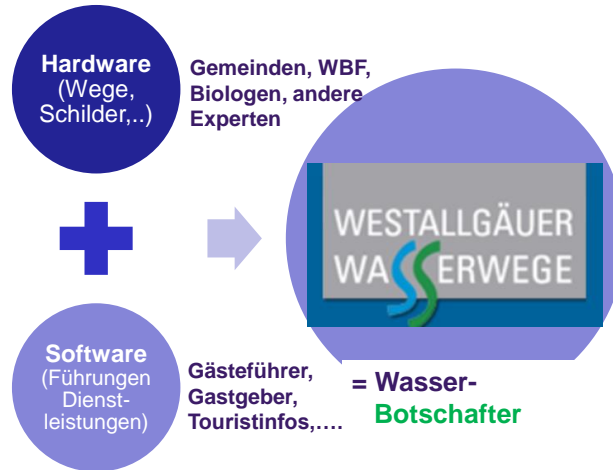 Hardware
(Wege,
Schilder,..)
Gemeinden, WBF,
Biologen, andere
Experten
WESTALLGÄUER
WASSERWEGE
Software
(Führungen
Dienst-
leistungen)
Gästeführer,
Gastgeber,
Touristinfos,....
= Wasser-
Botschafter